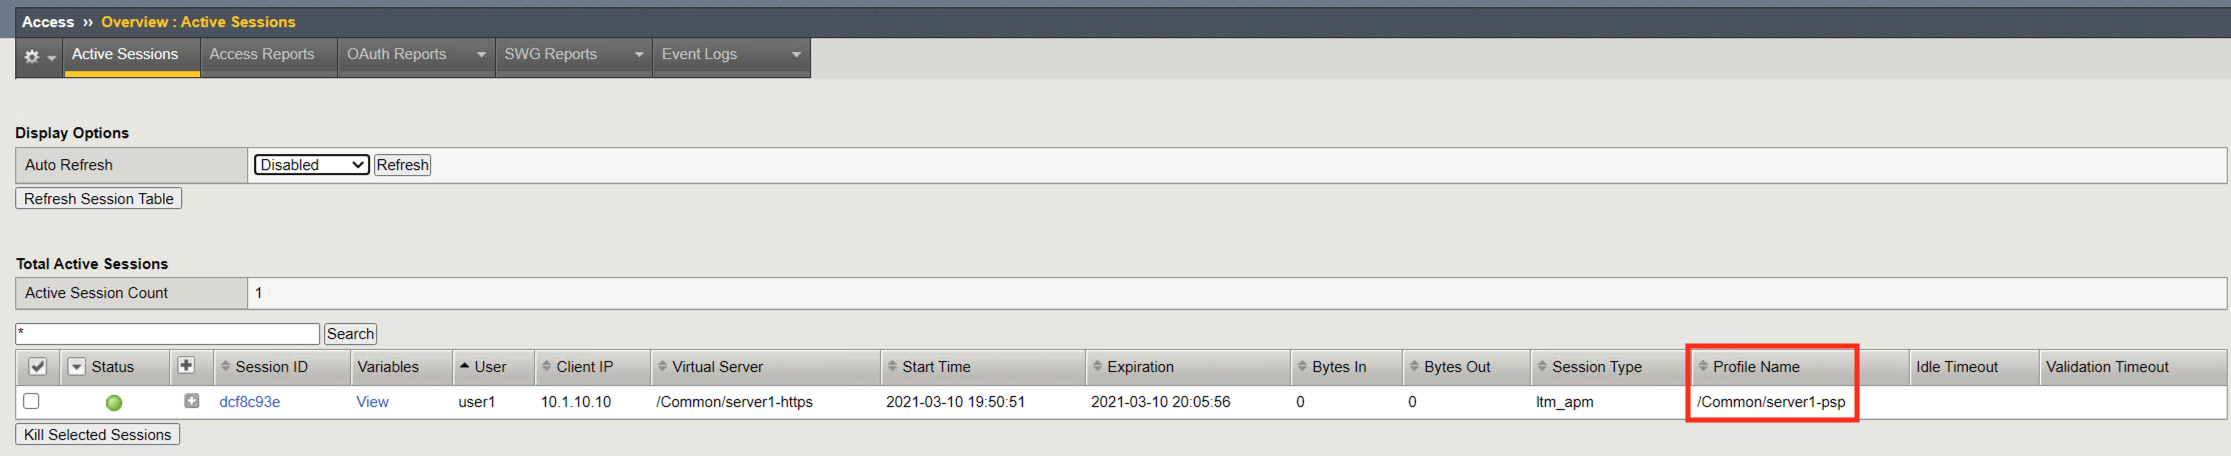 Access ›› Overview : Active Sessions
Active Sessions Access Reports OAuth Reports SWG Reports Event Logs
Display Options
Auto Refresh Disabled Refresh
Refresh Session Table
Total Active Sessions
Active Session Count 1
* Search
Status Session ID Variables User Client IP Virtual Server Start Time Expiration Bytes In Bytes Out Session Type Profile Name Idle Timeout Validation Timeout
dcf8c93e View user1 10.1.10.10 /Common/server1-https 2021-03-10 19:50:51 2021-03-10 20:05:56 0 0 ltm_apm /Common/server1-psp
Kill Selected Sessions